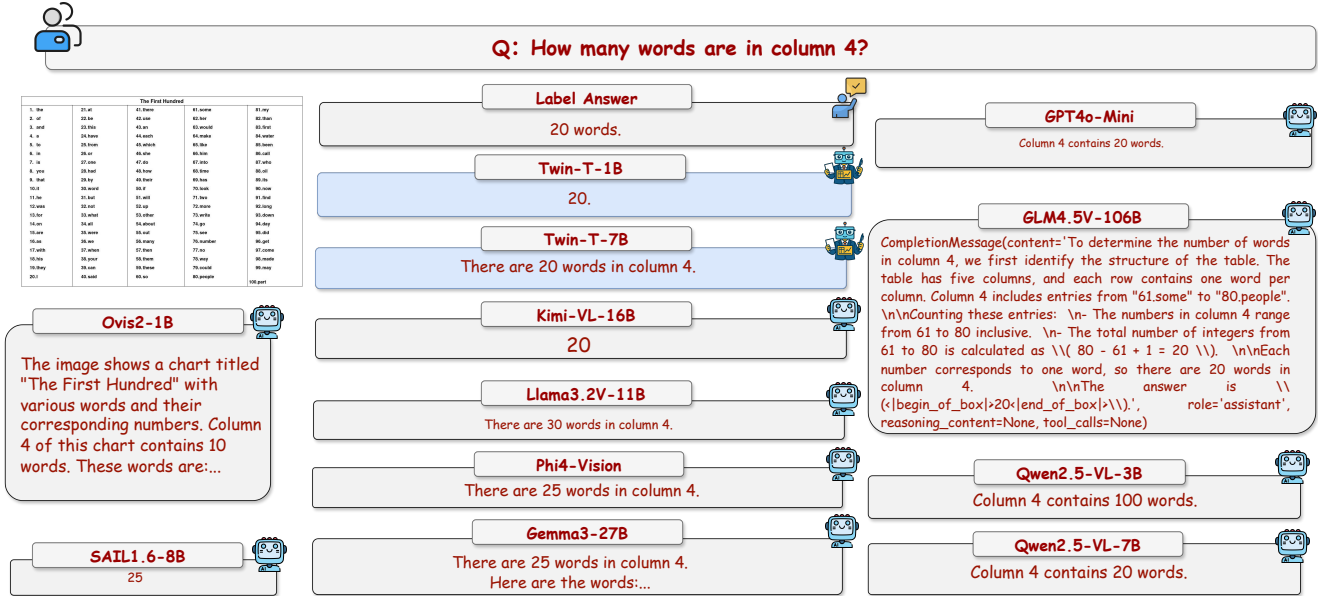 Q: How many words are in column 4?
The First Hundred
1. the 21.at 41.there 61.some 81.my
2. of 22.be 42.use 62.her 82.than
3. and 23.this 43.an 63.would 83.first
4. a 24.have 44.each 64.make 84.water
5. to 25.from 45.which 65.like 85.been
6. in 26.or 46.she 66.him 86.call
7. is 27.one 47.do 67.into 87.who
8. you 28.had 48.how 68.time 88.oil
9. that 29.by 49.their 69.has 89.its
10.it 30.word 50.if 70.look 90.now
11.he 31.but 51.will 71.two 91.find
12.was 32.not 52.up 72.more 92.long
13.for 33.what 53.other 73.write 93.down
14.on 34.all 54.about 74.go 94.day
15.are 35.were 55.out 75.see 95.did
16.as 36.we 56.many 76.number 96.get
17.with 37.when 57.then 77.no 97.come
18.his 38.your 58.them 78.way 98.made
19.they 39.can 59.these 79.could 99.may
20.I 40.said 60.so 80.people
100.part
Ovis2-1B
The image shows a chart titled
"The First Hundred" with
various words and their
corresponding numbers. Column
4 of this chart contains 10
words. These words are:...
SAIL1.6-8B
25
Label Answer
20 words.
Twin-T-1B
20.
Twin-T-7B
There are 20 words in column 4.
Kimi-VL-16B
20
Llama3.2V-11B
There are 30 words in column 4.
Phi4-Vision
There are 25 words in column 4.
Gemma3-27B
There are 25 words in column 4.
Here are the words:...
GPT4o-Mini
Column 4 contains 20 words.
GLM4.5V-106B
CompletionMessage(content='To determine the number of words
in column 4, we first identify the structure of the table. The
table has five columns, and each row contains one word per
column. Column 4 includes entries from "61.some" to "80.people".
\n\nCounting these entries: \n- The numbers in column 4 range
from 61 to 80 inclusive. \n- The total number of integers from
61 to 80 is calculated as \\( 80 - 61 + 1 = 20 \\). \n\nEach
number corresponds to one word, so there are 20 words in
column 4. \n\nThe answer is \\
(<|begin_of_box|>20<|end_of_box|>\\).', role='assistant',
reasoning_content=None, tool_calls=None)
Qwen2.5-VL-3B
Column 4 contains 100 words.
Qwen2.5-VL-7B
Column 4 contains 20 words.